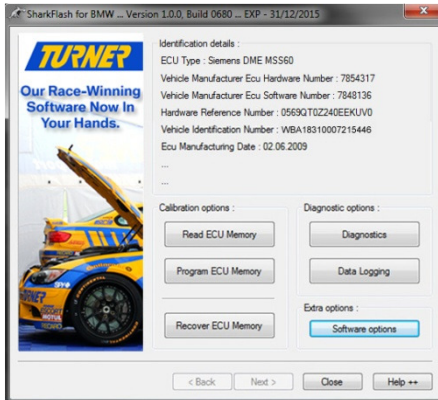 SharkFlash for BMW ... Version 1.0.0, Build 0680 ... EXP - 31/12/2015
TURNER
Our Race-Winning
Software Now In
Your Hands.
Identification details :
ECU Type : Siemens DME MSS60
Vehicle Manufacturer Ecu Hardware Number : 7854317
Vehicle Manufacturer Ecu Software Number : 7848136
Hardware Reference Number : 0569QT0Z240EEKUV0
Vehicle Identification Number : WBA18310007215446
Ecu Manufacturing Date : 02.06.2009
...
...
Calibration options :
Read ECU Memory
Program ECU Memory
Recover ECU Memory
Diagnostic options :
Diagnostics
Data Logging
Extra options :
Software options
< Back
Next >
Close
Help ++